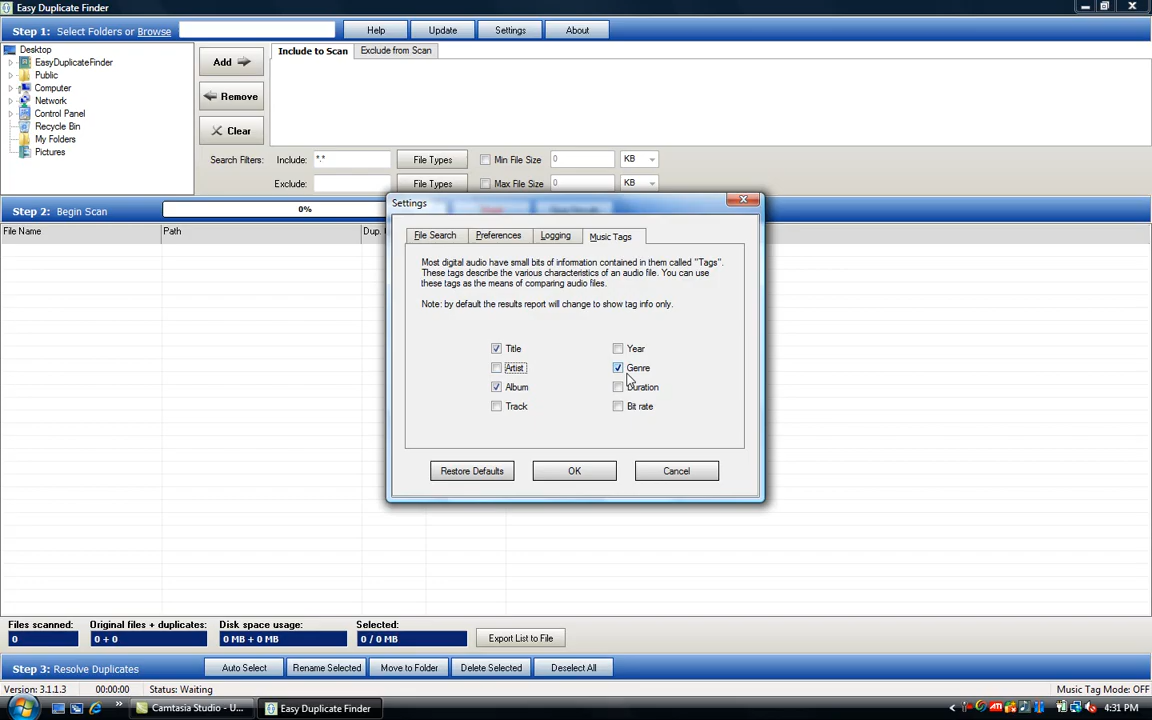 Easy Duplicate Finder
Step 1: Select Folders or Browse
Help
Update
Settings
About
Desktop
EasyDuplicateFinder
Public
Computer
Network
Control Panel
Recycle Bin
My Folders
Pictures
Add
Remove
Clear
Include to Scan
Exclude from Scan
Search Filters: Include: *.* File Types Min File Size 0 KB
Exclude: File Types Max File Size 0 KB
Step 2: Begin Scan 0%
File Name Path Dup.
Settings
File Search Preferences Logging Music Tags
Most digital audio have small bits of information contained in them called "Tags".
These tags describe the various characteristics of an audio file. You can use
these tags as the means of comparing audio files.
Note: by default the results report will change to show tag info only.
Title Year
Artist Genre
Album Duration
Track Bit rate
Restore Defaults OK Cancel
Files scanned: Original files + duplicates: Disk space usage: Selected:
0 0 + 0 0 MB + 0 MB 0 / 0 MB Export List to File
Step 3: Resolve Duplicates Auto Select Rename Selected Move to Folder Delete Selected Deselect All
Version: 3.1.1.3 00:00:00 Status: Waiting Music Tag Mode: OFF
Camtasia Studio - U... Easy Duplicate Finder 4:31 PM